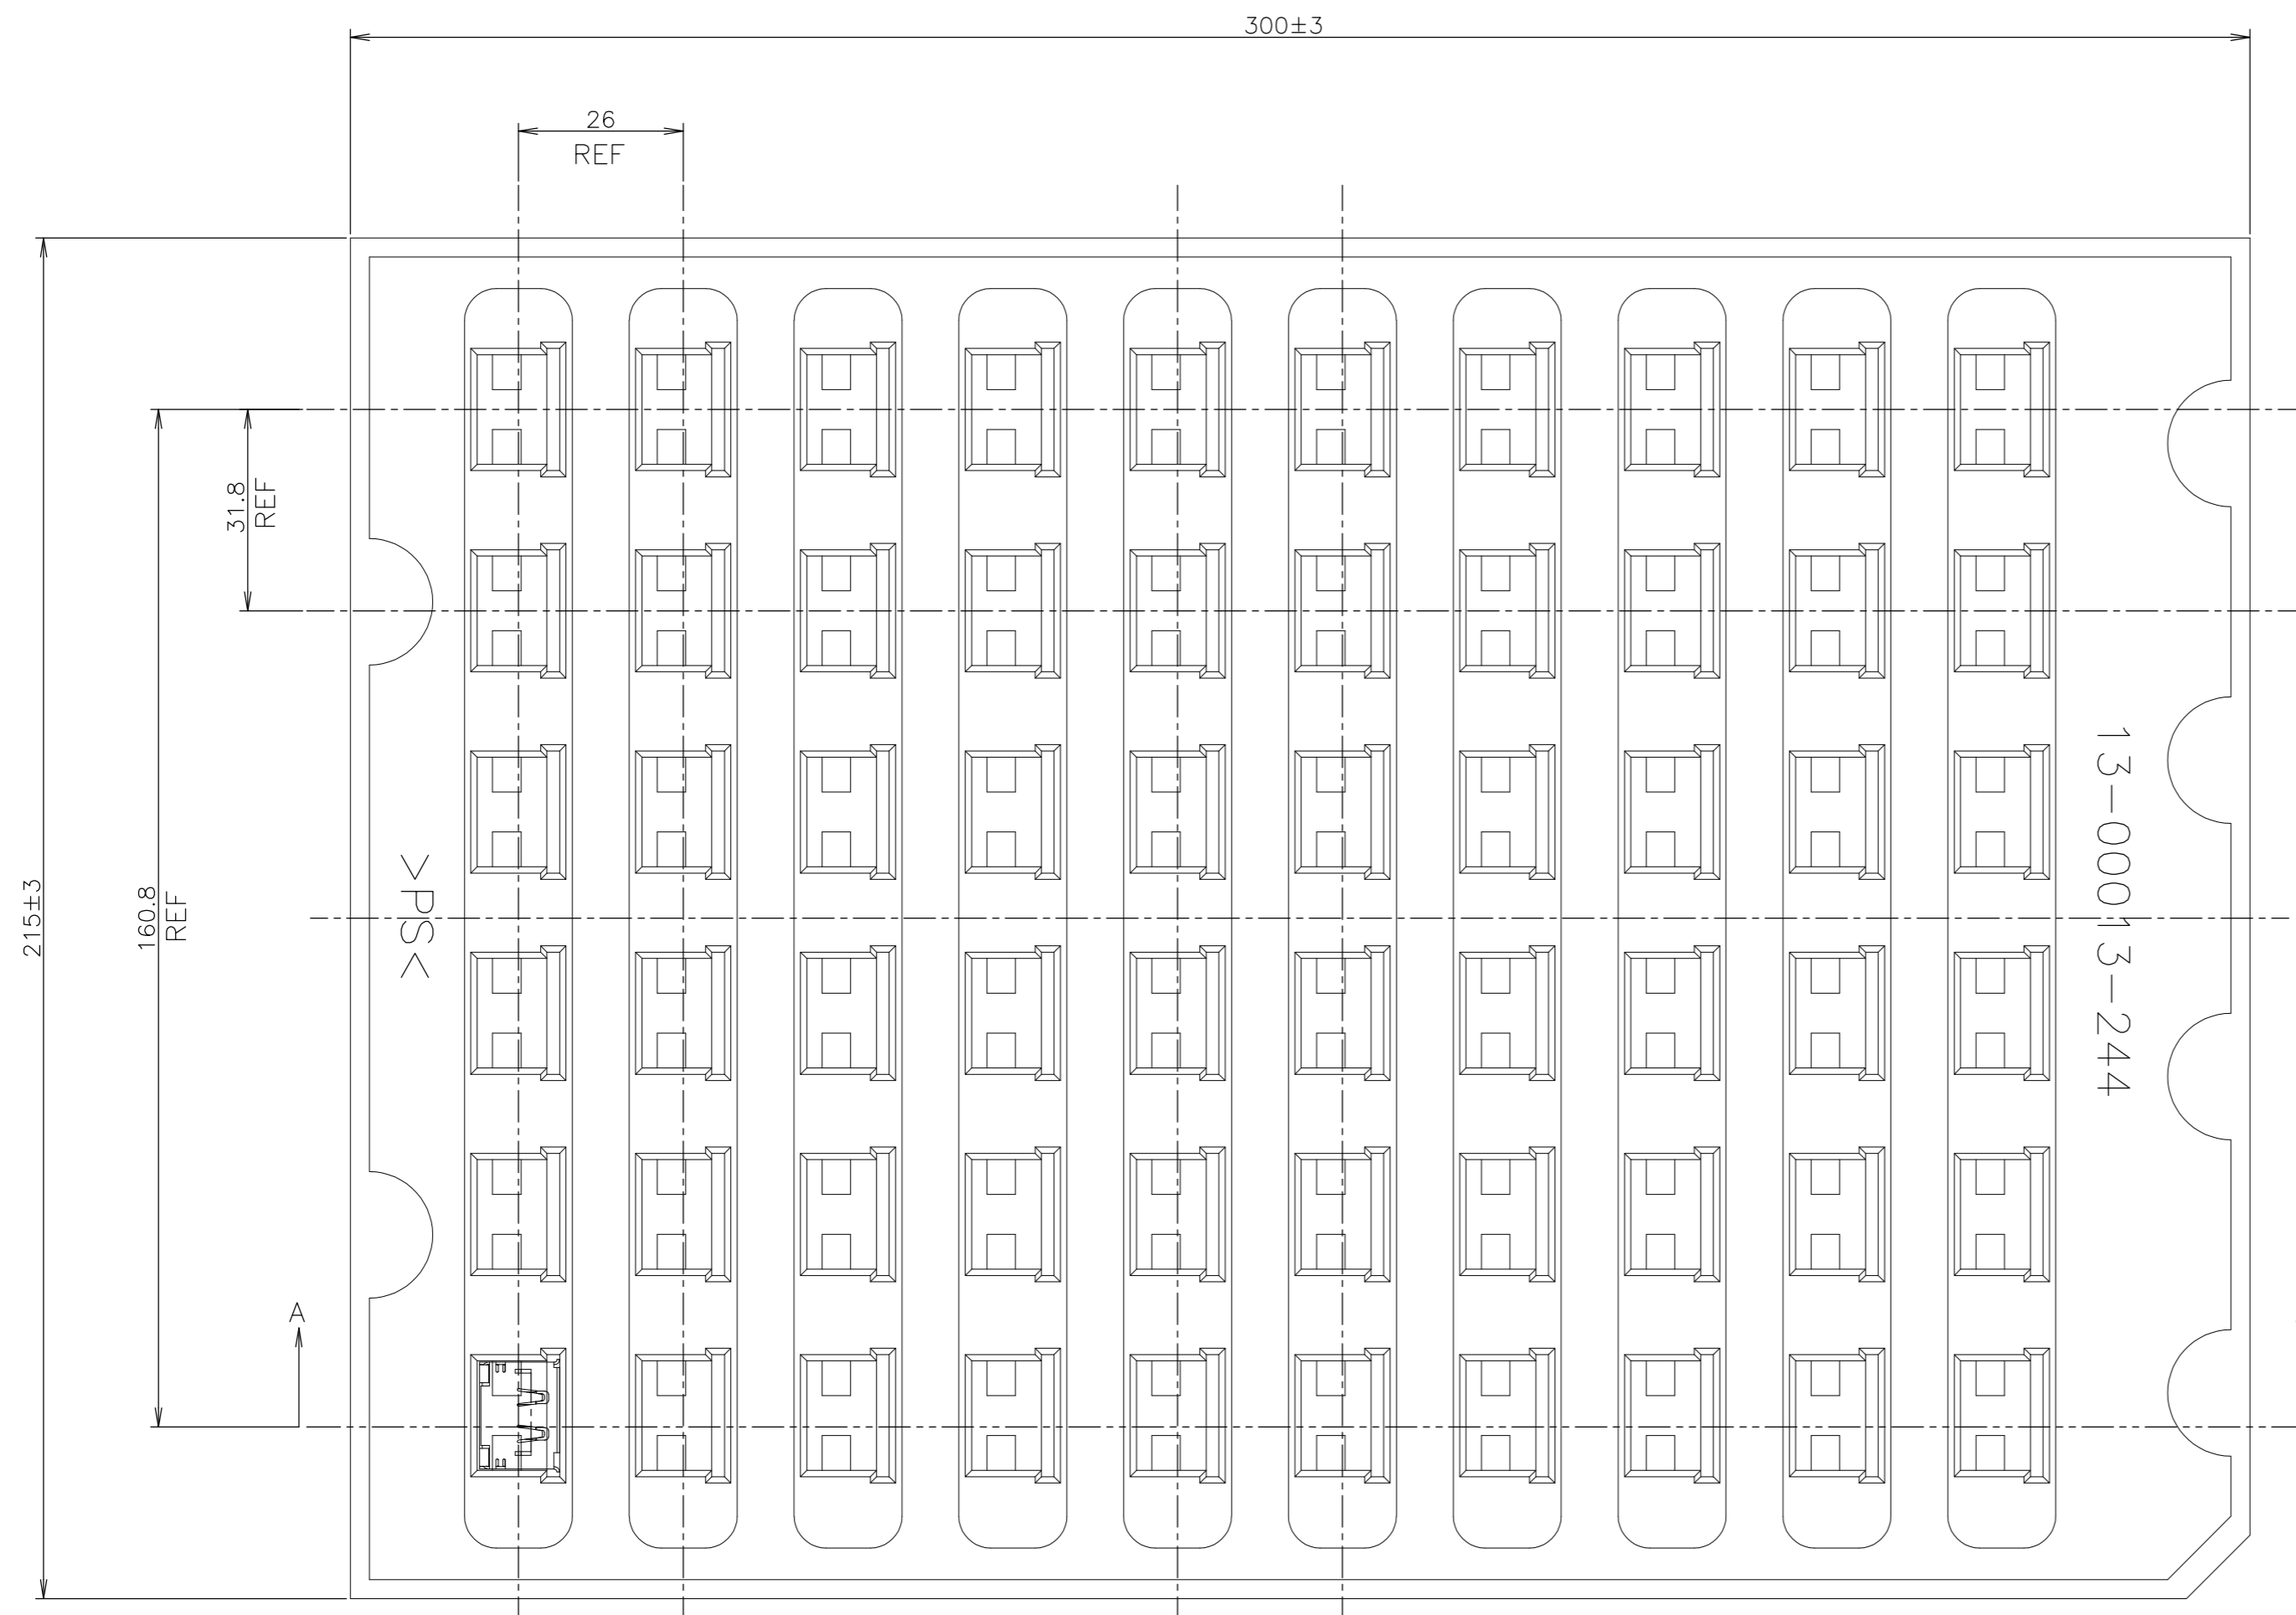 300±3
26
REF
31.8
REF
160.8
REF
215±3
>PS<
13-00013-244
A